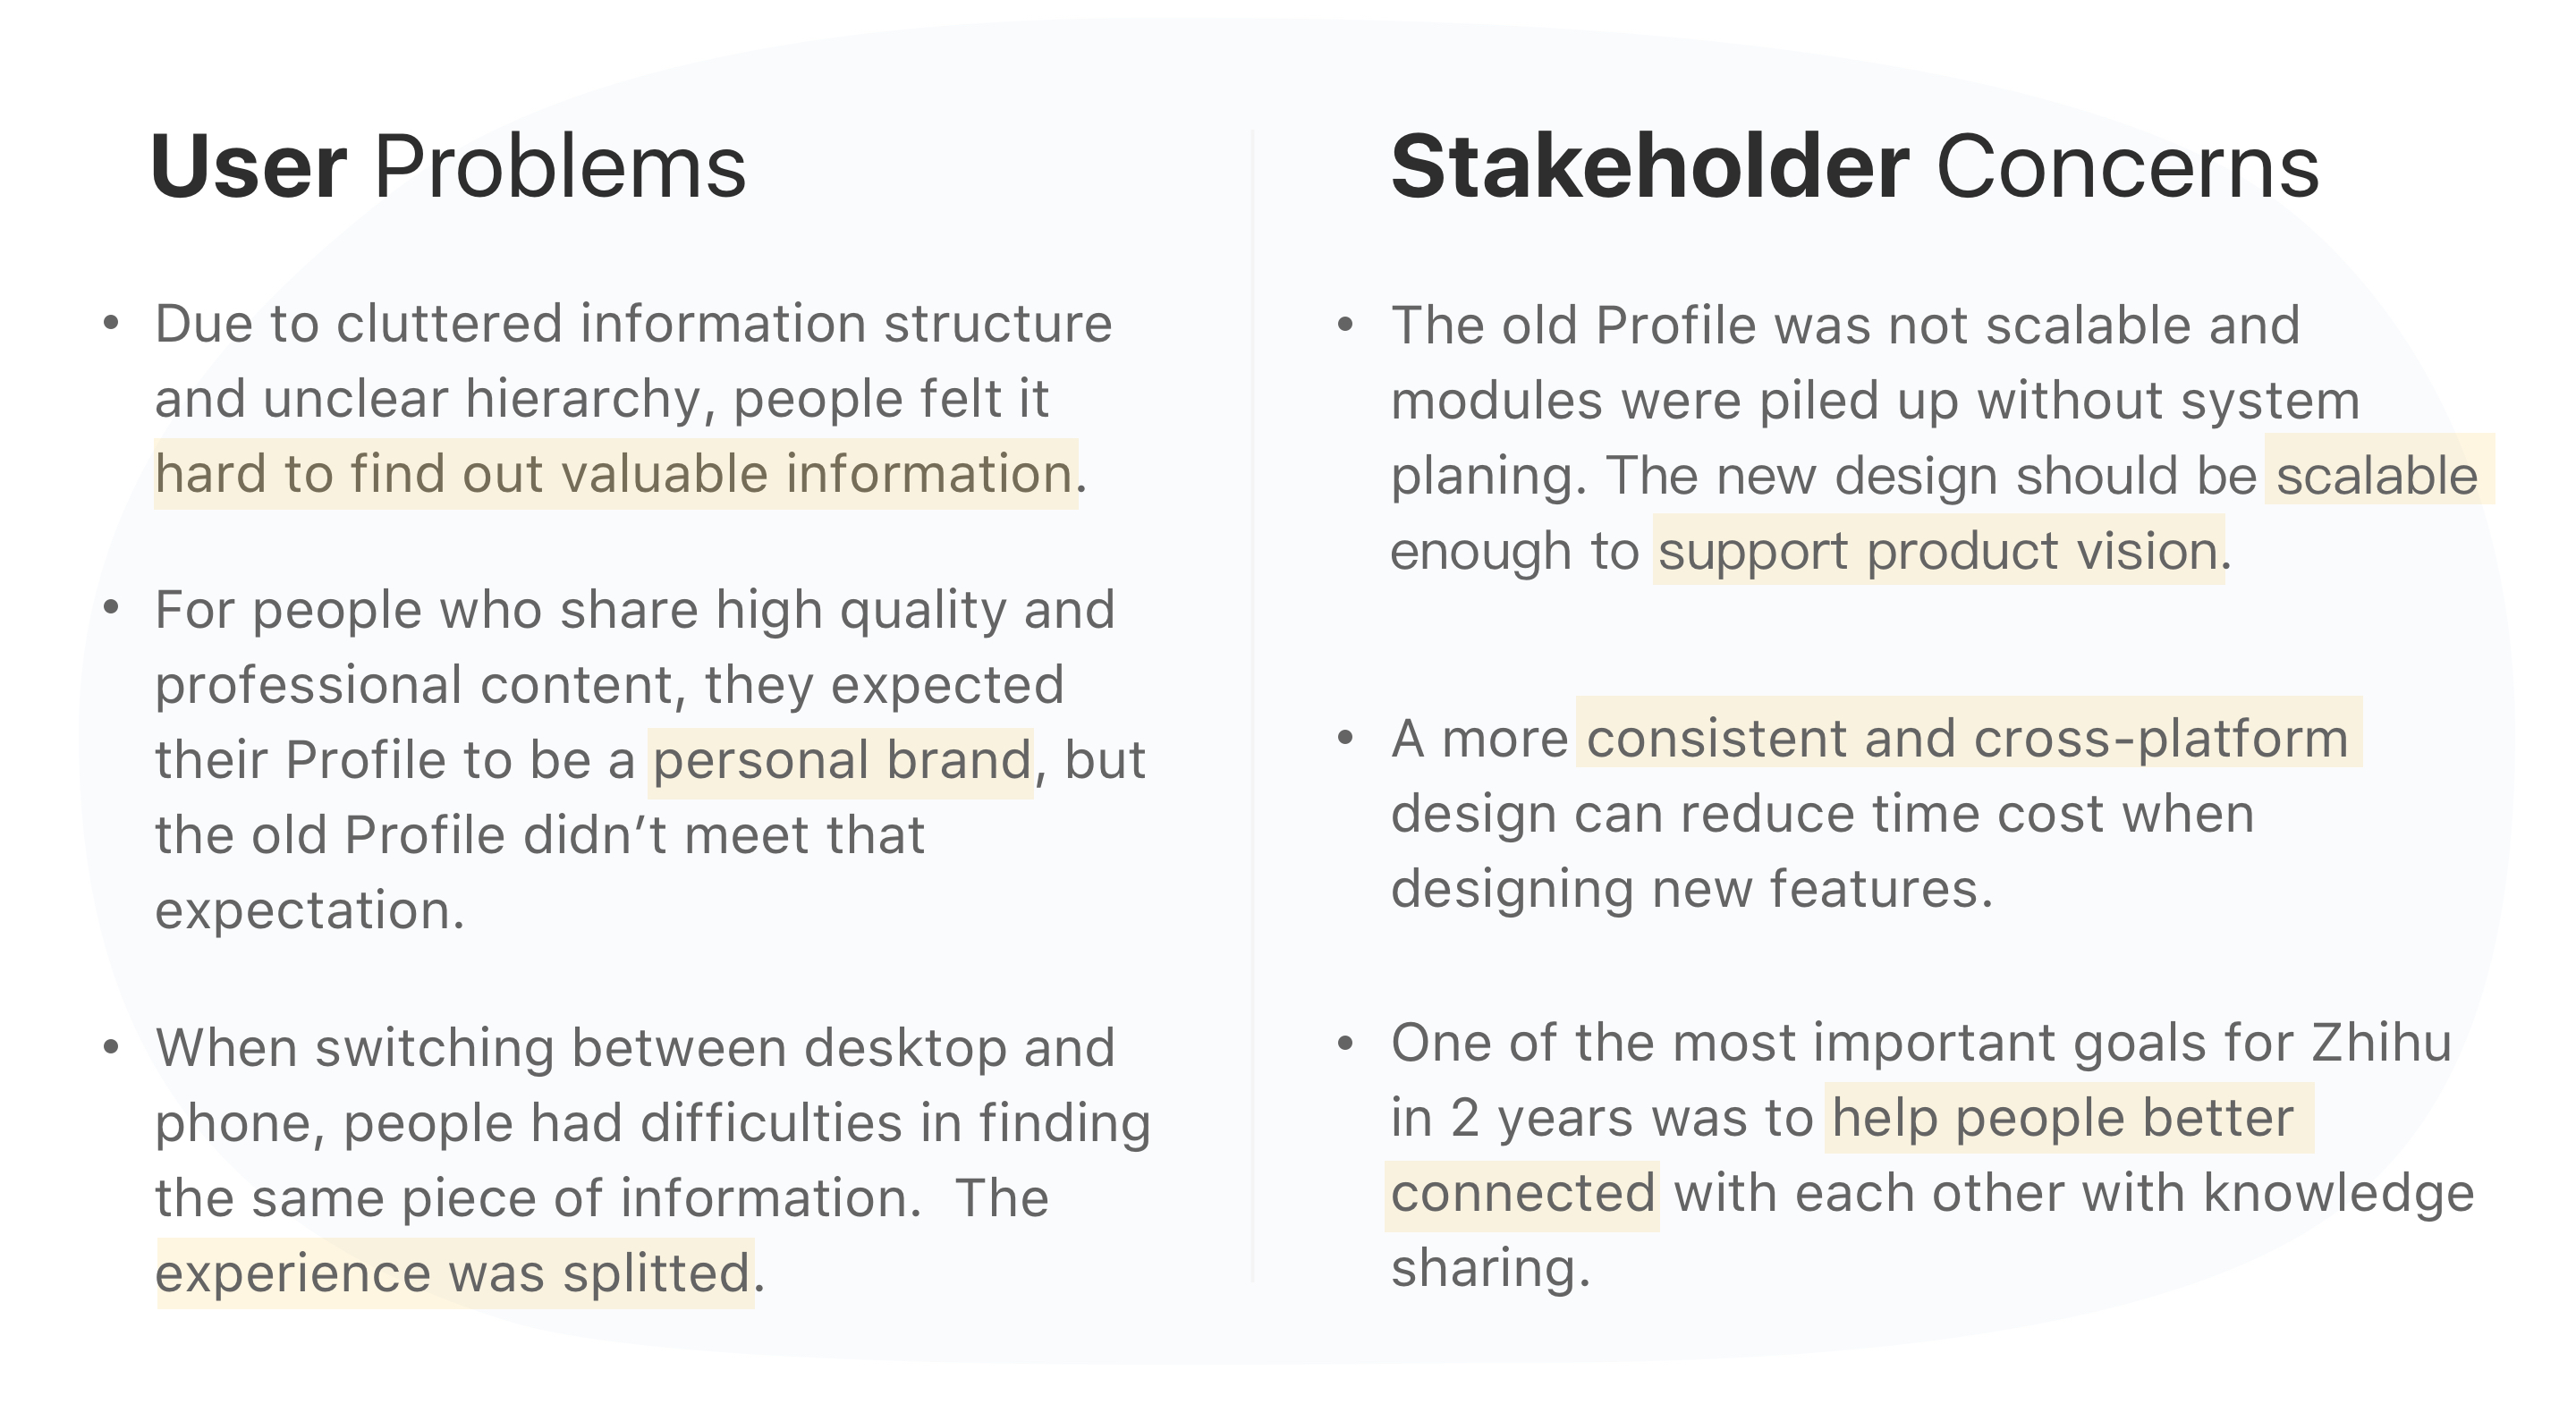 User Problems
• Due to cluttered information structure
and unclear hierarchy, people felt it
hard to find out valuable information.
• For people who share high quality and
professional content, they expected
their Profile to be a personal brand, but
the old Profile didn’t meet that
expectation.
• When switching between desktop and
phone, people had difficulties in finding
the same piece of information.  The
experience was splitted.
Stakeholder Concerns
• The old Profile was not scalable and
modules were piled up without system
planing. The new design should be scalable
enough to support product vision.
• A more consistent and cross-platform
design can reduce time cost when
designing new features.
• One of the most important goals for Zhihu
in 2 years was to help people better
connected with each other with knowledge
sharing.